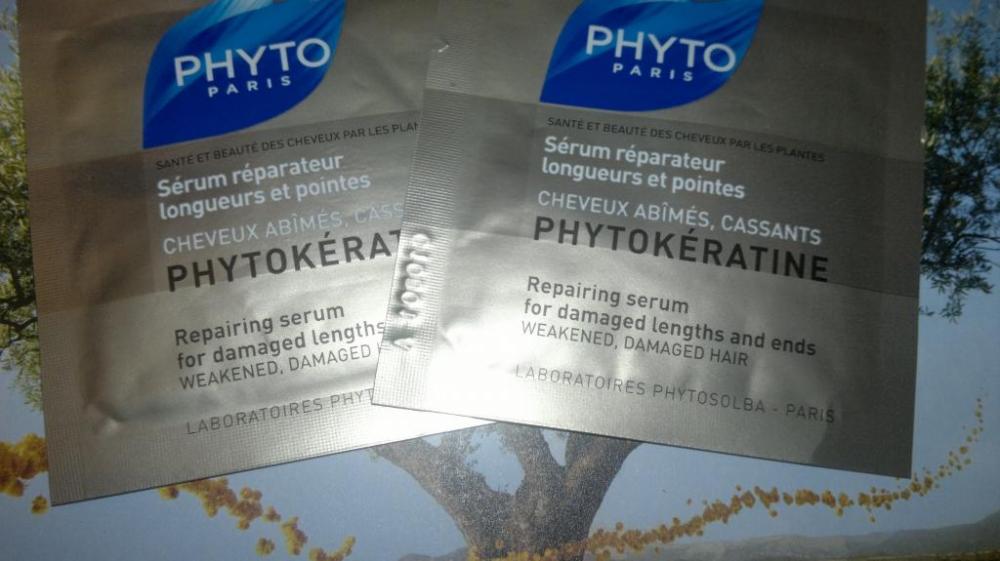 PHYTO
PARIS
SANTÉ ET BEAUTÉ DES CHEVEUX PAR LES
Sérum réparateur
longueurs et pointes
CHEVEUX ABÎMÉS,
PHYTOKÉRAT
Repairing serum
for damaged lengths
WEAKENED, DAMAGED
LABORATOIRES PHYT
PHYTO
PARIS
SANTÉ ET BEAUTÉ DES CHEVEUX PAR LES PLANTES
Sérum réparateur
longueurs et pointes
CHEVEUX ABÎMÉS, CASSANTS
PHYTOKÉRATINE
Repairing serum
for damaged lengths and ends
WEAKENED, DAMAGED HAIR
LABORATOIRES PHYTOSOLBA - PARIS